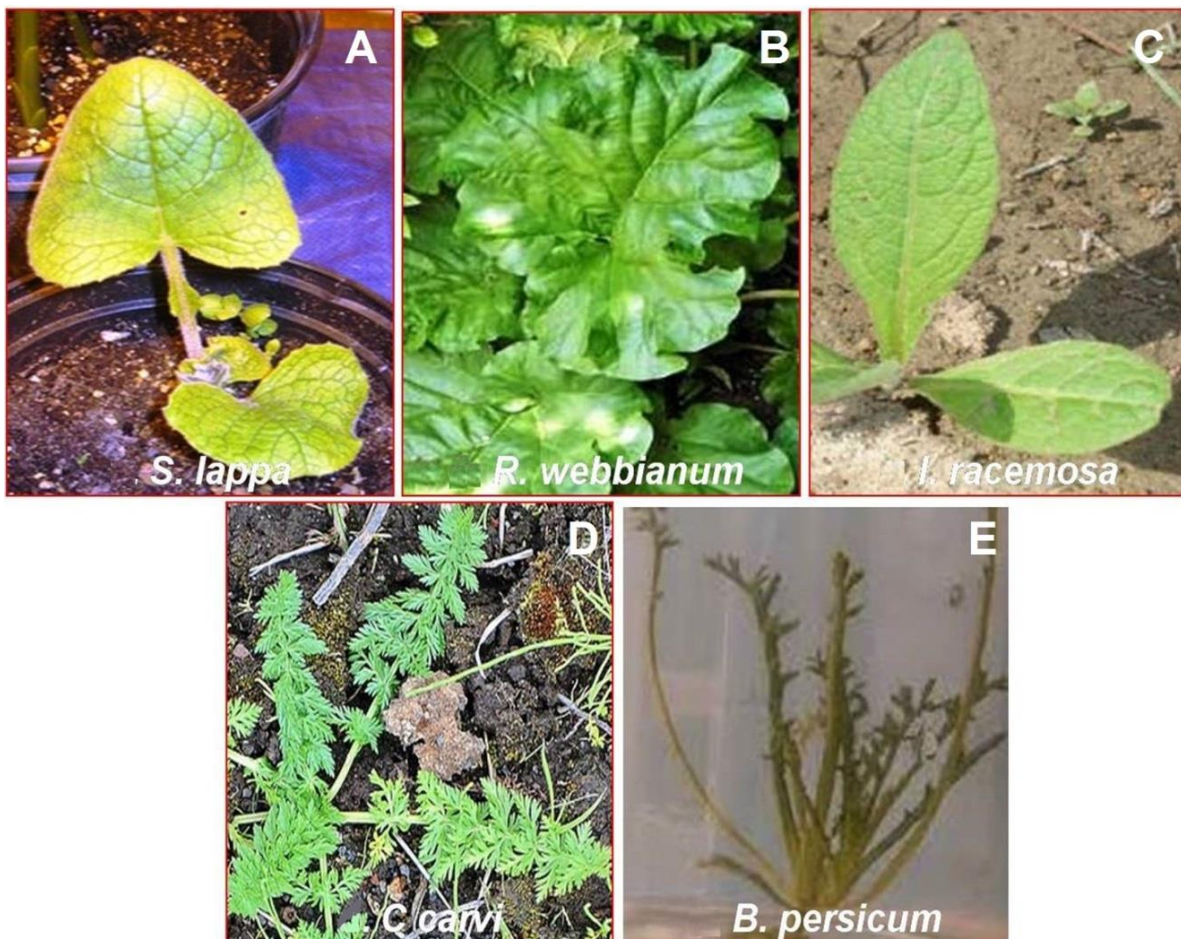 A
S. lappa
B
R. webbianum
C
I. racemosa
D
C carvi
E
B. persicum